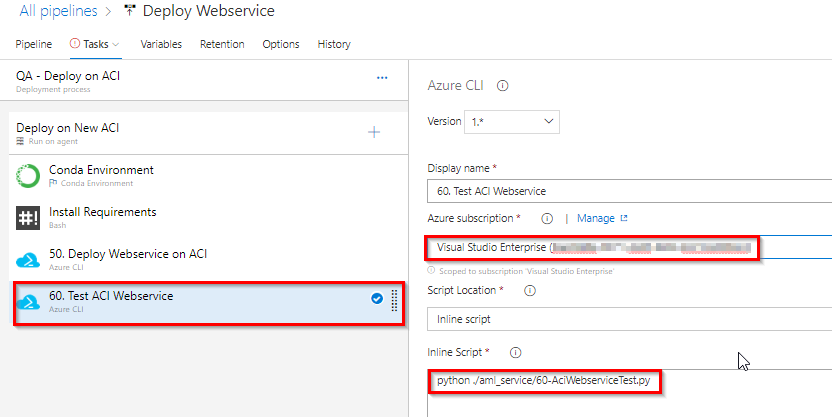 All pipelines > Deploy Webservice
Pipeline Tasks Variables Retention Options History
QA - Deploy on ACI
Deployment process
Deploy on New ACI
Run on agent
Conda Environment
Conda Environment
Install Requirements
Bash
50. Deploy Webservice on ACI
Azure CLI
60. Test ACI Webservice
Azure CLI
Azure CLI
Version 1.*
Display name *
60. Test ACI Webservice
Azure subscription * | Manage
Visual Studio Enterprise (
Scoped to subscription 'Visual Studio Enterprise'
Script Location *
Inline script
Inline Script *
python ./aml_service/60-AciWebserviceTest.py